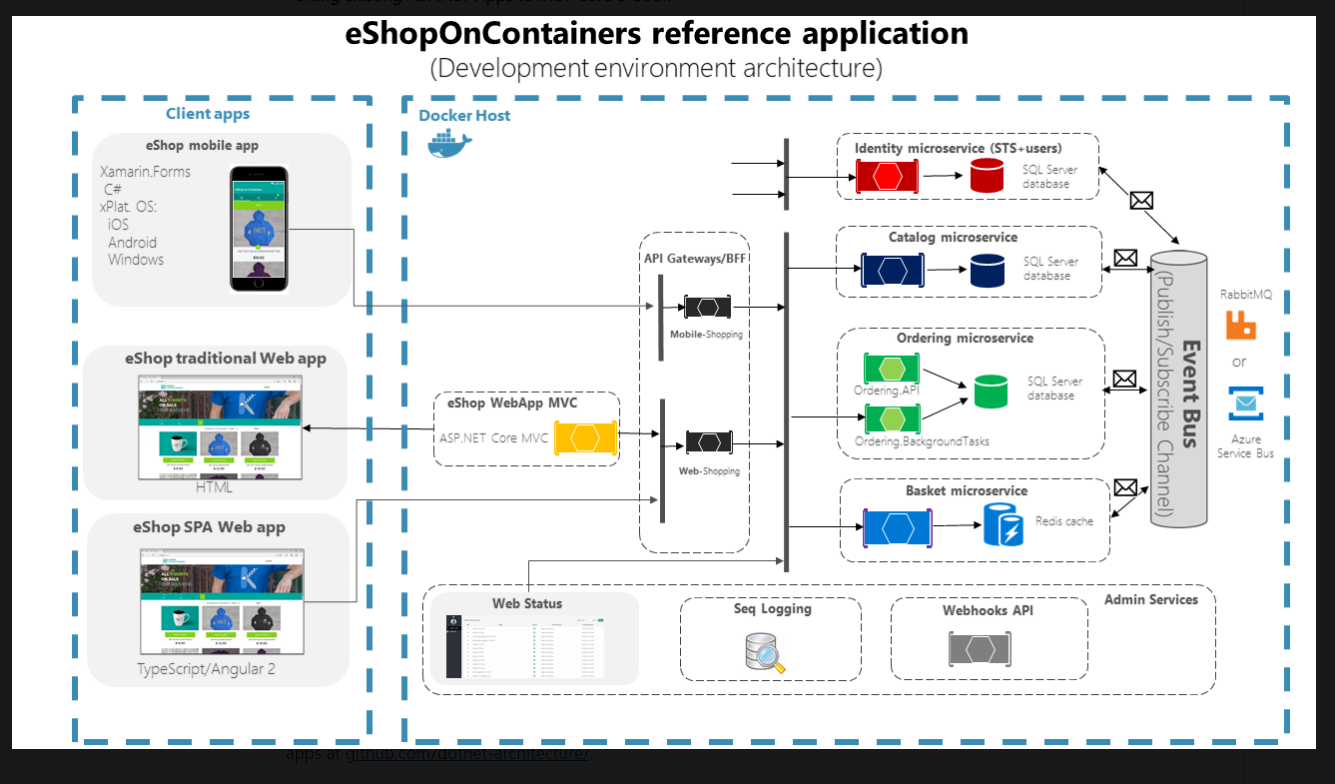 eShopOnContainers reference application
(Development environment architecture)
Client apps
eShop mobile app
Xamarin.Forms
C#
xPlat. OS:
iOS
Android
Windows
eShop traditional Web app
HTML
eShop SPA Web app
TypeScript/Angular 2
Docker Host
API Gateways/BFF
Mobile-Shopping
eShop WebApp MVC
ASP.NET Core MVC
Web-Shopping
Identity microservice (STS+users)
SQL Server
database
Catalog microservice
SQL Server
database
Ordering microservice
Ordering.API
SQL Server
database
Ordering.BackgroundTasks
Basket microservice
Redis cache
Event Bus
(Publish/Subscribe Channel)
RabbitMQ
or
Azure
Service Bus
Admin Services
Web Status
Seq Logging
Webhooks API
apps at github.com/dotnet-architecture/.